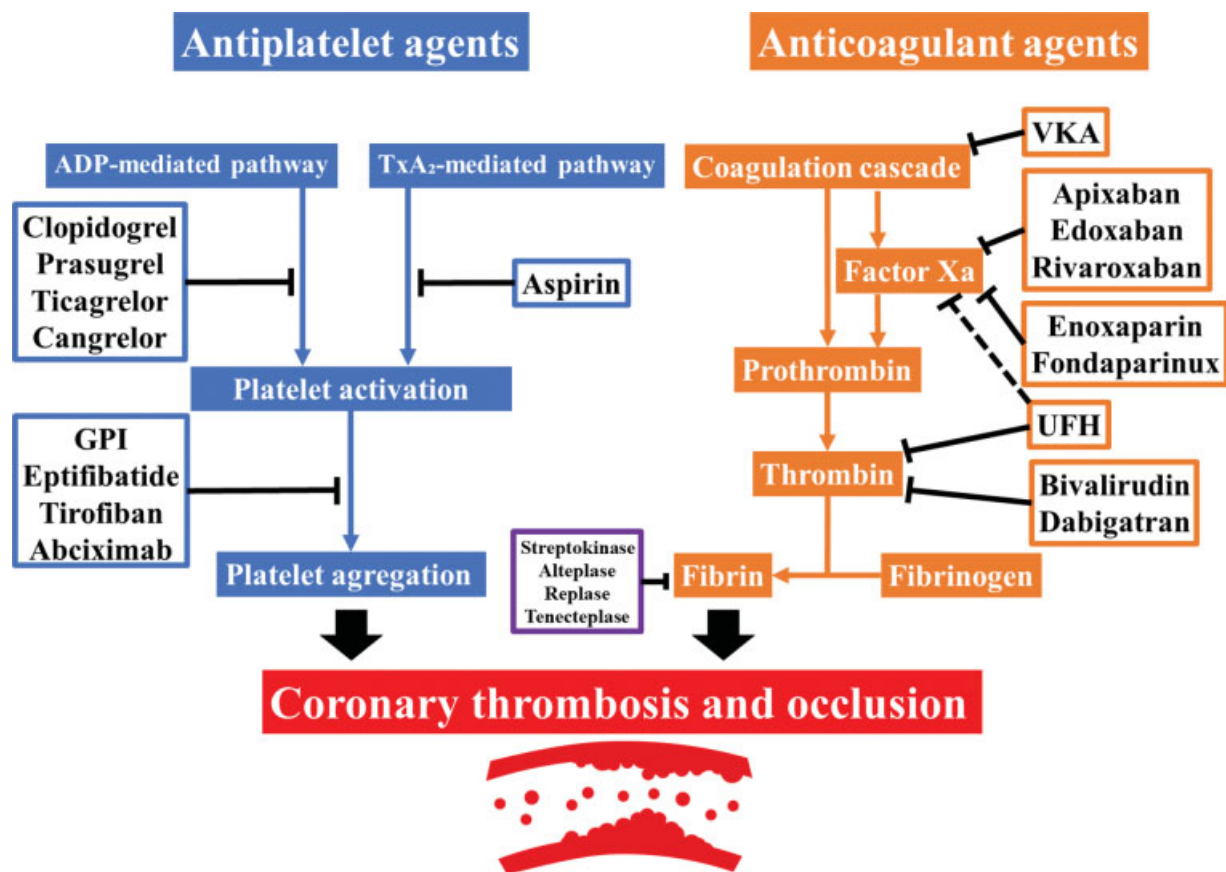 Antiplatelet agents
Anticoagulant agents
ADP-mediated pathway
TxA₂-mediated pathway
Coagulation cascade
VKA
Clopidogrel
Prasugrel
Ticagrelor
Cangrelor
Aspirin
Factor Xa
Apixaban
Edoxaban
Rivaroxaban
Enoxaparin
Fondaparinux
Platelet activation
Prothrombin
UFH
GPI
Eptifibatide
Tirofiban
Abciximab
Thrombin
Bivalirudin
Dabigatran
Platelet agregation
Streptokinase
Alteplase
Replase
Tenecteplase
Fibrin
Fibrinogen
Coronary thrombosis and occlusion